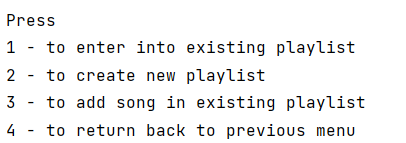 Press
1 - to enter into existing playlist
2 - to create new playlist
3 - to add song in existing playlist
4 - to return back to previous menu